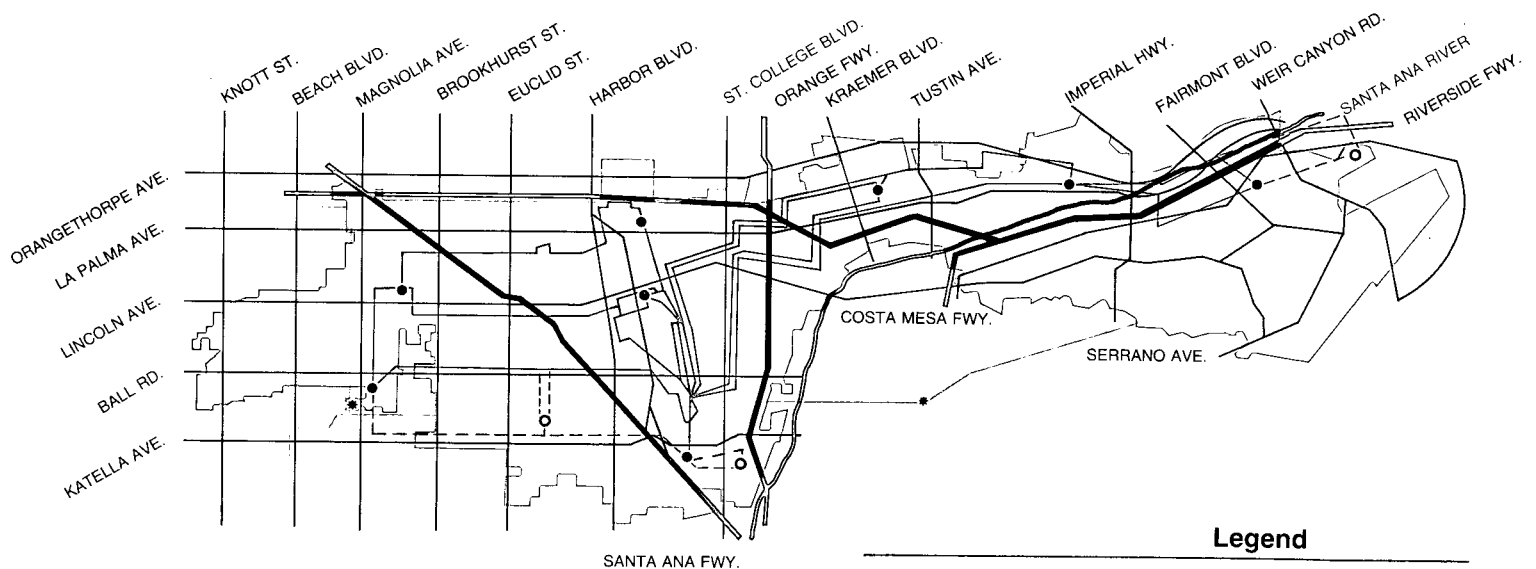 KNOTT ST.
BEACH BLVD.
MAGNOLIA AVE.
BROOKHURST ST.
EUCLID ST.
HARBOR BLVD.
ST. COLLEGE BLVD.
ORANGE FWY.
KRAEMER BLVD.
TUSTIN AVE.
IMPERIAL HWY.
FAIRMONT BLVD.
WEIR CANYON RD.
SANTA ANA RIVER
RIVERSIDE FWY.
ORANGETHORPE AVE.
LA PALMA AVE.
LINCOLN AVE.
BALL RD.
KATELLA AVE.
COSTA MESA FWY.
SERRANO AVE.
SANTA ANA FWY.
Legend